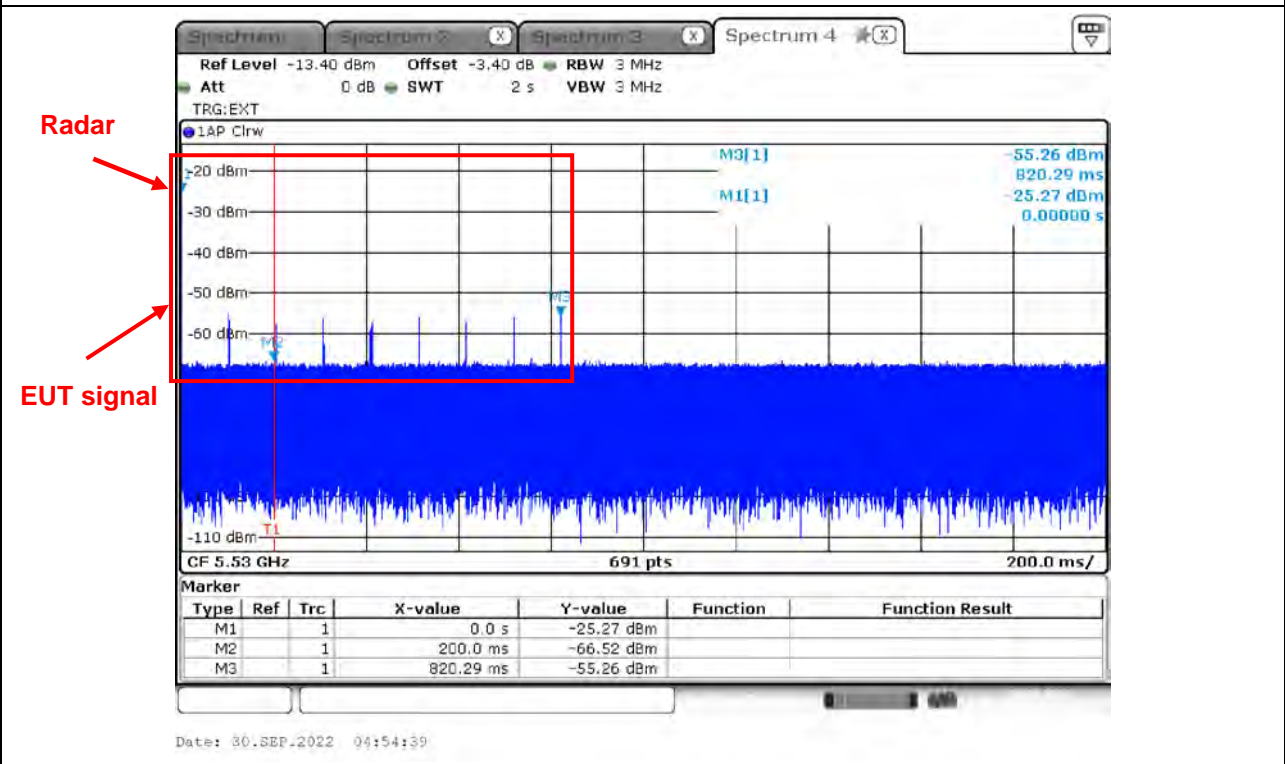 Spectrum Spectrum 2 X Spectrum 3 X Spectrum 4 X
Ref Level -13.40 dBm Offset -3.40 dB RBW 3 MHz
Att 0 dB SWT 2 s VBW 3 MHz
TRG:EXT
1AP Clrw
Radar
EUT signal
M3[1] -55.26 dBm
820.29 ms
M1[1] -25.27 dBm
0.00000 s
-20 dBm
-30 dBm
-40 dBm
-50 dBm
M3
-60 dBm
M2
-110 dBm T1
CF 5.53 GHz 691 pts 200.0 ms/
Marker
Type Ref Trc X-value Y-value Function Function Result
M1 1 0.0 s -25.27 dBm
M2 1 200.0 ms -66.52 dBm
M3 1 820.29 ms -55.26 dBm
Date: 30.SEP.2022 04:54:39